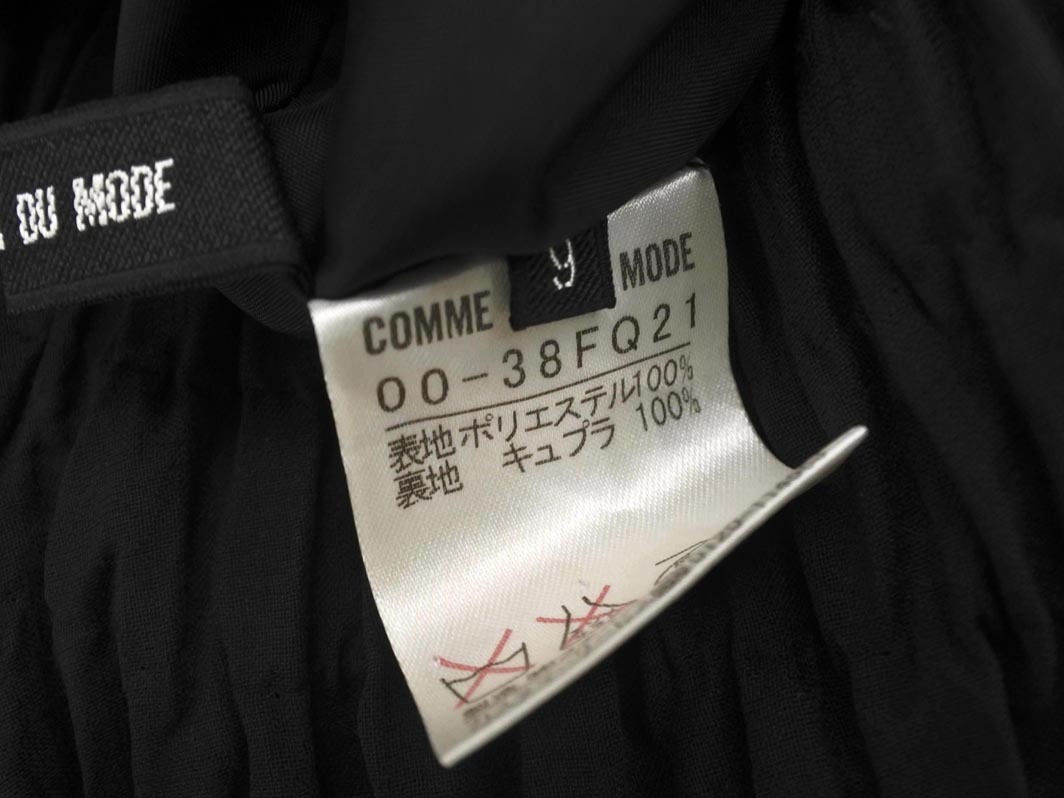 DU MODE
9
COMME MODE
00-38FQ21
表地 ポリエステル100%
裏地 キュプラ 100%